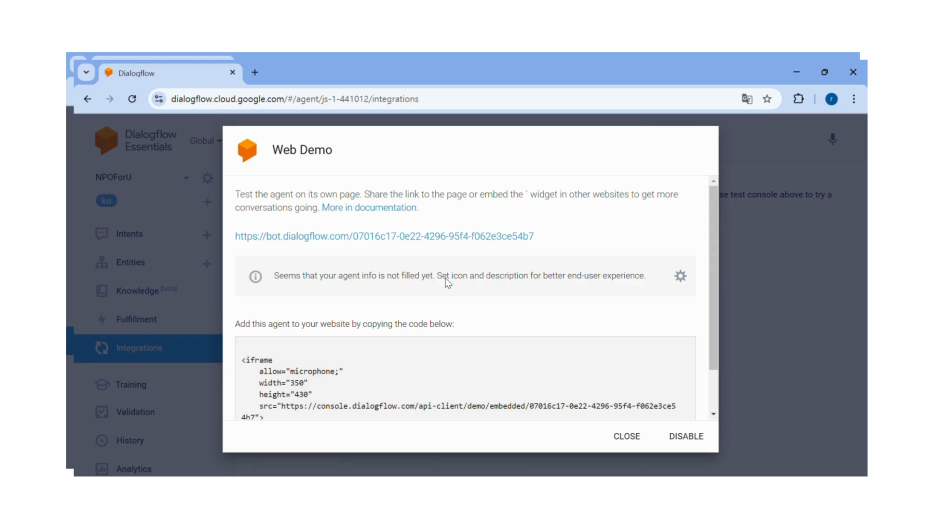 Dialogflow
dialogflow.cloud.google.com/#/agent/js-1-441012/integrations
Dialogflow
Essentials
Global
Web Demo
NPOForU
ko
Test the agent on its own page. Share the link to the page or embed the ` widget in other websites to get more
conversations going. More in documentation.
se test console above to try a
https://bot.dialogflow.com/07016c17-0e22-4296-95f4-f062e3ce54b7
Intents
Entities
Knowledge [beta]
Fulfillment
Integrations
Training
Validation
History
Analytics
Seems that your agent info is not filled yet. Set icon and description for better end-user experience.
Add this agent to your website by copying the code below:
<iframe
allow="microphone;"
width="350"
height="430"
src="https://console.dialogflow.com/api-client/demo/embedded/07016c17-0e22-4296-95f4-f062e3ce5
4b7">
CLOSE
DISABLE